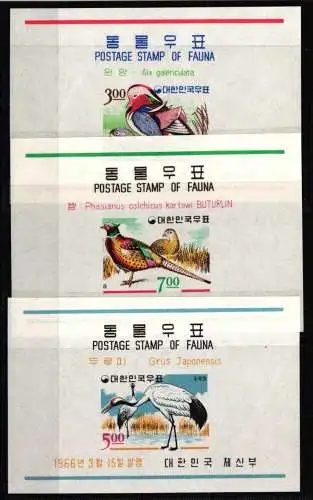 동물우표
POSTAGE STAMP OF FAUNA
원앙 : Aix galericulata
3.00
대한민국우표
동물우표
POSTAGE STAMP OF FAUNA
꿩 : Phasianus colchicus kartowi BUTURLIN
대한민국우표
7.00
동물우표
POSTAGE STAMP OF FAUNA
두루미 : Grus Japonensis
대한민국우표
5.00
1966년 3월 15일 발행 대한민국 체신부